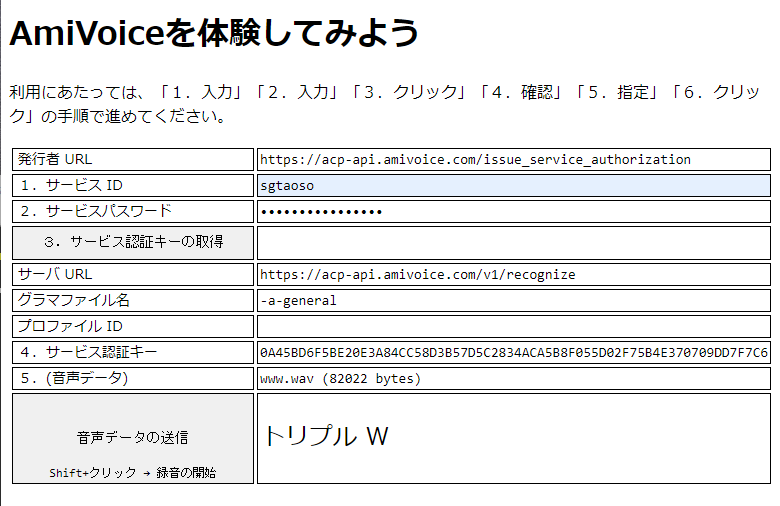 AmiVoiceを体験してみよう
利用にあたっては、「１．入力」「２．入力」「３．クリック」「４．確認」「５．指定」「６．クリッ
ク」の手順で進めてください。
発行者 URL https://acp-api.amivoice.com/issue_service_authorization
１．サービス ID sgtaoso
２．サービスパスワード ••••••••••••••••
３．サービス認証キーの取得
サーバ URL https://acp-api.amivoice.com/v1/recognize
グラマファイル名 -a-general
プロファイル ID
４．サービス認証キー 0A45BD6F5BE20E3A84CC58D3B57D5C2834ACA5B8F055D02F75B4E370709DD7F7C6
５．(音声データ) www.wav (82022 bytes)
音声データの送信 トリプル W
Shift+クリック → 録音の開始